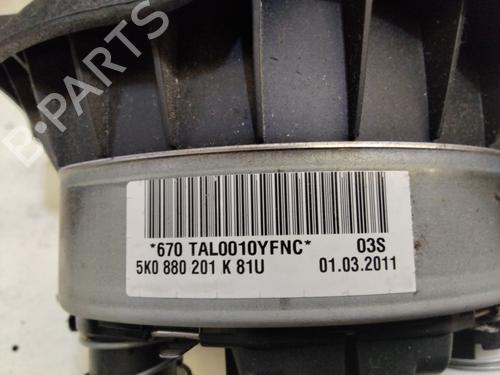 B-PARTS
*670 TAL0010YFNC* 03S
5K0 880 201 K 81U 01.03.2011